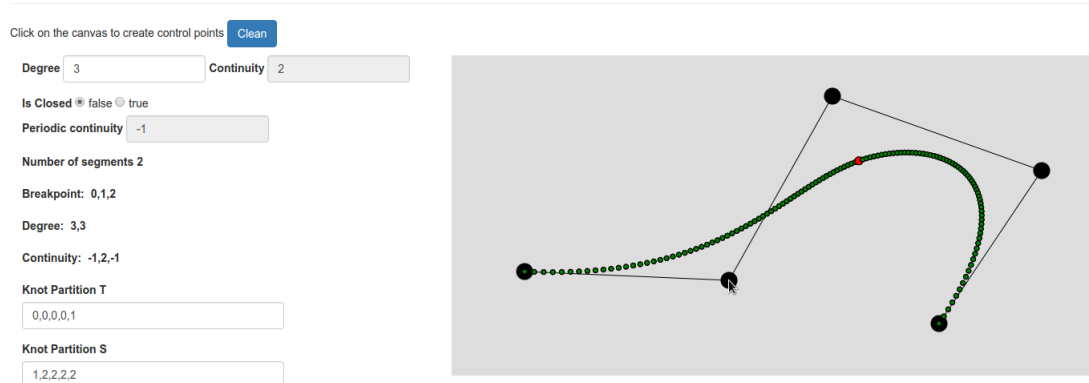 Click on the canvas to create control points Clean
Degree 3 Continuity 2
Is Closed false true
Periodic continuity -1
Number of segments 2
Breakpoint: 0,1,2
Degree: 3,3
Continuity: -1,2,-1
Knot Partition T
0,0,0,0,1
Knot Partition S
1,2,2,2,2